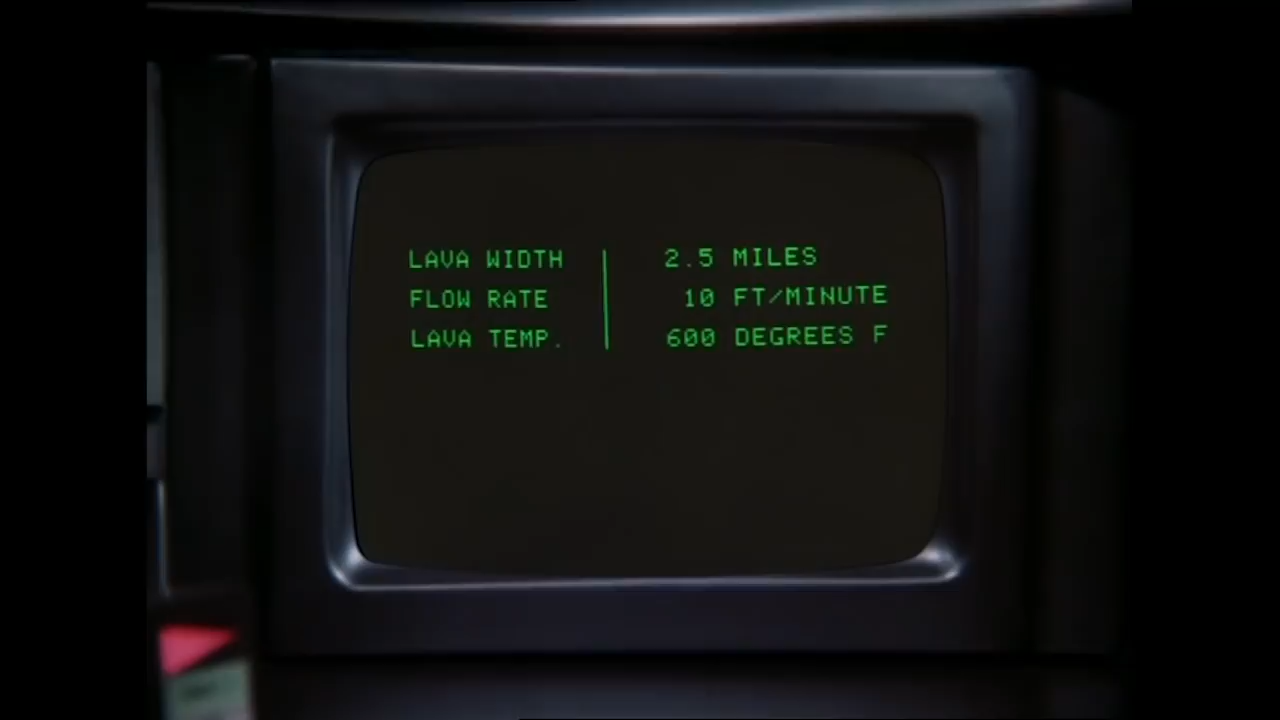 LAVA WIDTH | 2.5 MILES
FLOW RATE | 10 FT/MINUTE
LAVA TEMP. | 600 DEGREES F